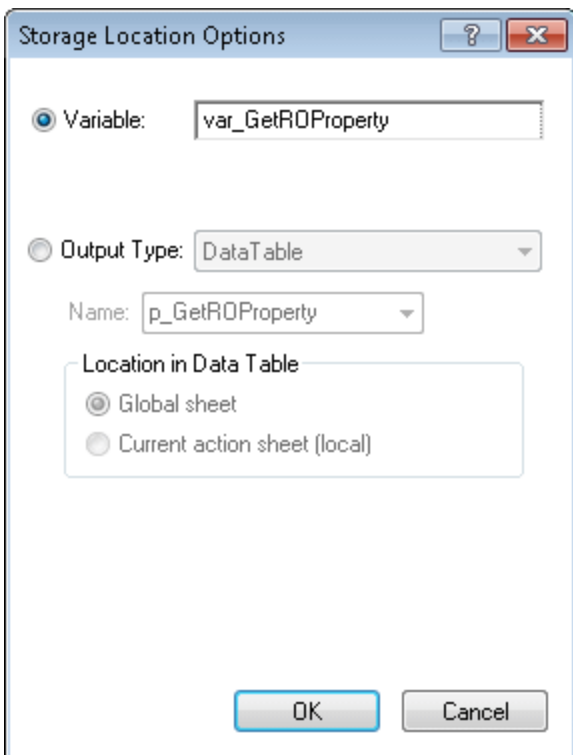 Storage Location Options
?
Variable: var_GetROProperty
Output Type: DataTable
Name: p_GetROProperty
Location in Data Table
Global sheet
Current action sheet (local)
OK Cancel